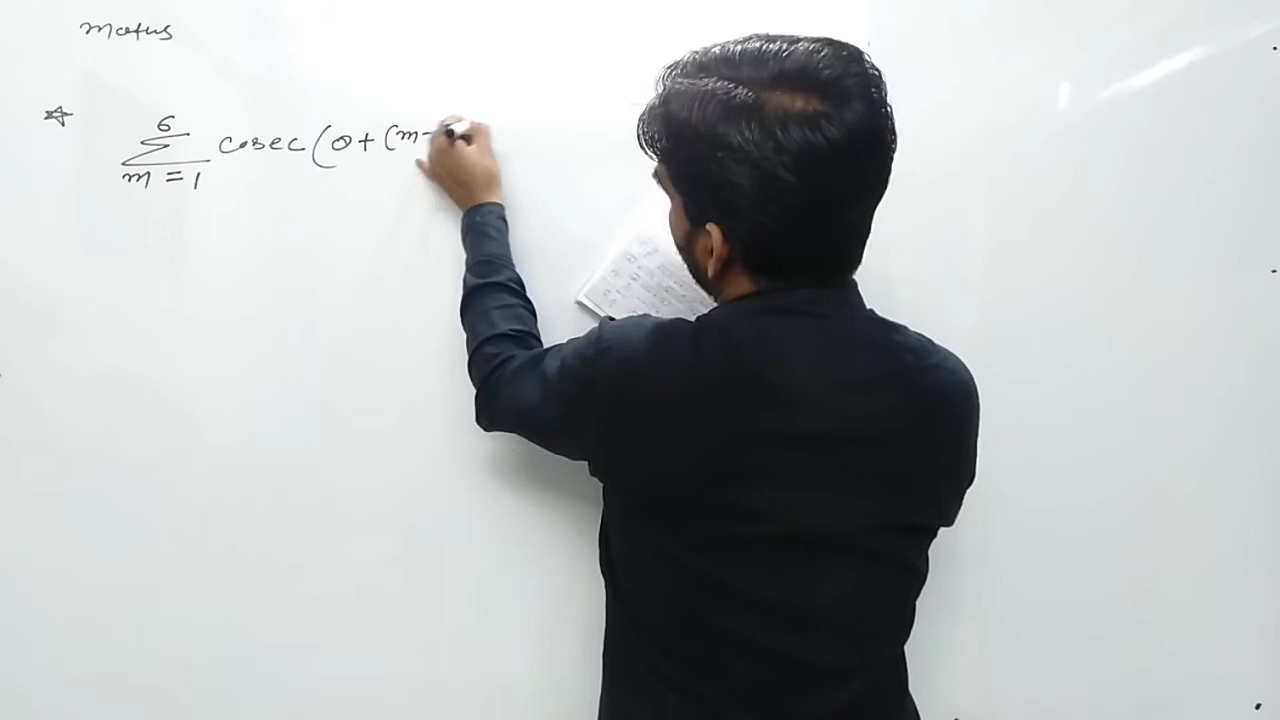 Maths
☆ 6
Σ cosec (θ + (m-
m = 1